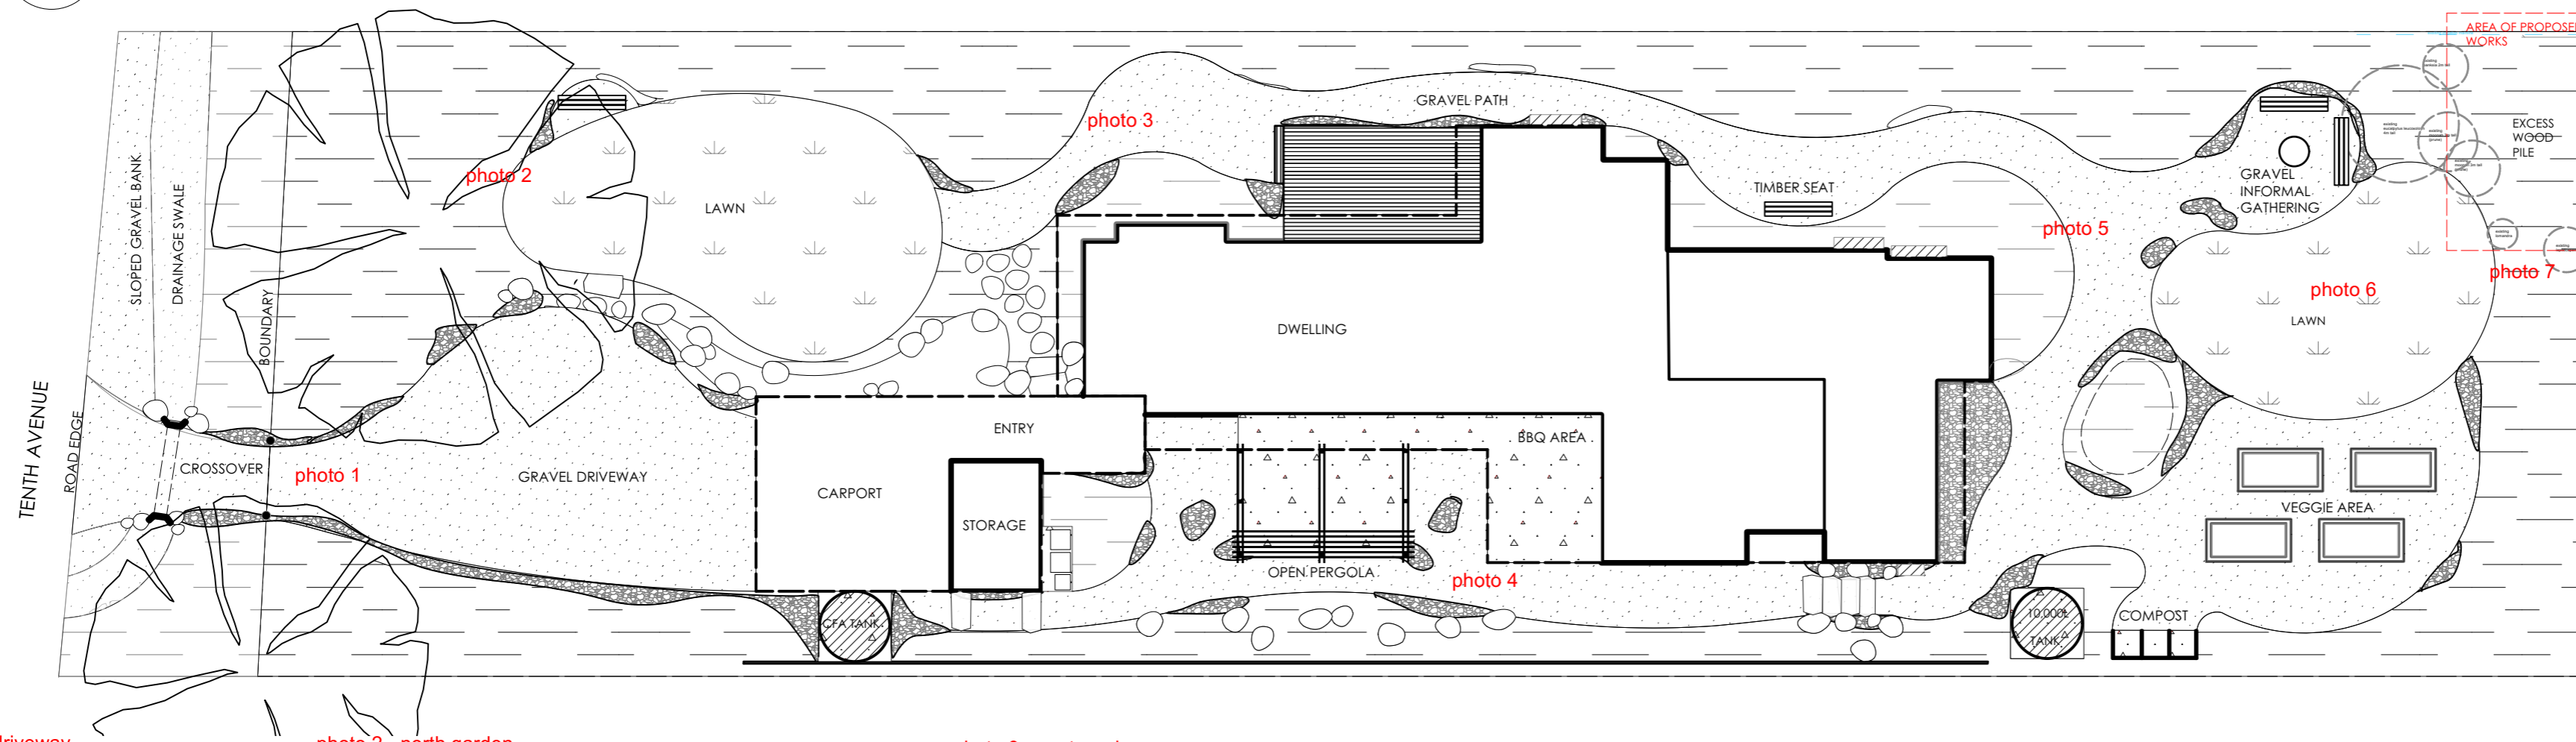 AREA OF PROPOSED
WORKS
SLOPED GRAVEL BANK
DRAINAGE SWALE
BOUNDARY
TENTH AVENUE
ROAD EDGE
CROSSOVER
photo 1
GRAVEL DRIVEWAY
photo 2
LAWN
photo 3
GRAVEL PATH
DWELLING
ENTRY
CARPORT
STORAGE
CFA TANK
BBQ AREA
OPEN PERGOLA
photo 4
TIMBER SEAT
photo 5
GRAVEL
INFORMAL
GATHERING
EXCESS
WOOD
PILE
photo 6
LAWN
photo 7
VEGGIE AREA
10,000ℓ
TANK
COMPOST
driveway